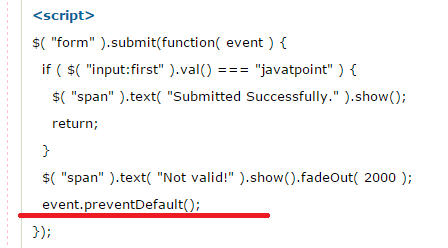 <script>
$( "form" ).submit(function( event ) {
if ( $( "input:first" ).val() === "javatpoint" ) {
$( "span" ).text( "Submitted Successfully." ).show();
return;
}
$( "span" ).text( "Not valid!" ).show().fadeOut( 2000 );
event.preventDefault();
});